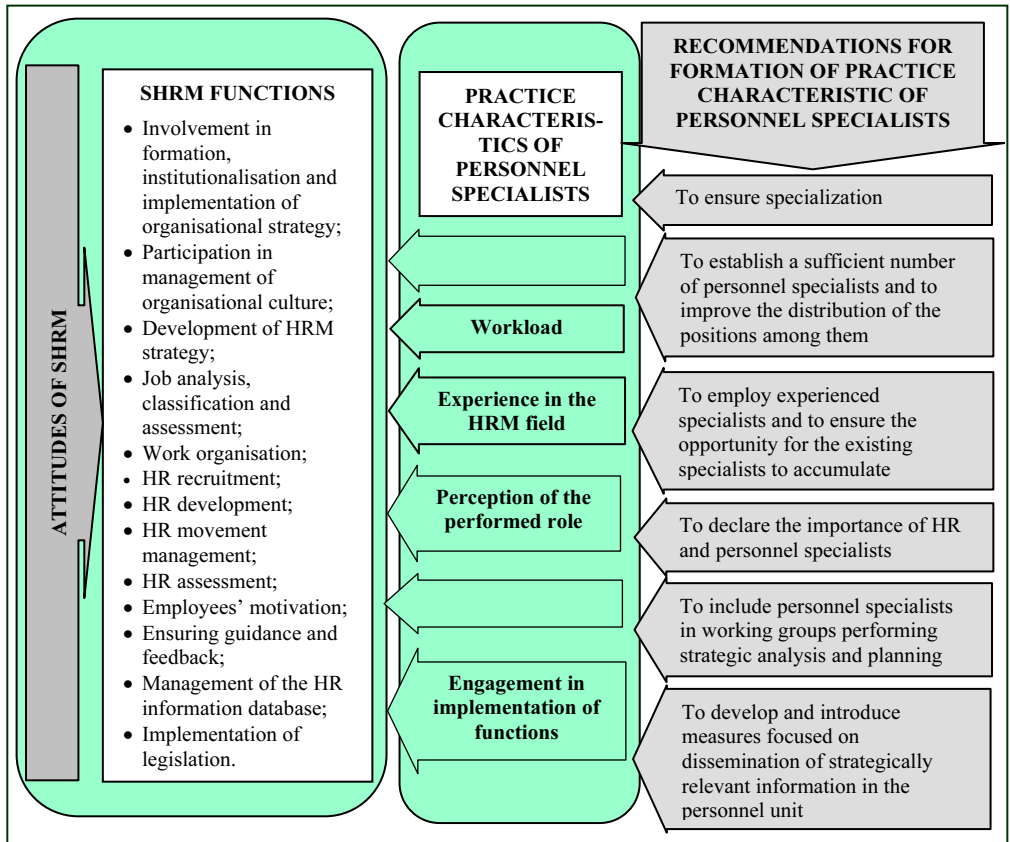 ATTITUDES OF SHRM
SHRM FUNCTIONS
• Involvement in
formation,
institutionalisation and
implementation of
organisational strategy;
• Participation in
management of
organisational culture;
• Development of HRM
strategy;
• Job analysis,
classification and
assessment;
• Work organisation;
• HR recruitment;
• HR development;
• HR movement
management;
• HR assessment;
• Employees’ motivation;
• Ensuring guidance and
feedback;
• Management of the HR
information database;
• Implementation of
legislation.
PRACTICE
CHARACTERIS-
TICS OF
PERSONNEL
SPECIALISTS
Workload
Experience in the
HRM field
Perception of the
performed role
Engagement in
implementation of
functions
RECOMMENDATIONS FOR
FORMATION OF PRACTICE
CHARACTERISTIC OF
PERSONNEL SPECIALISTS
To ensure specialization
To establish a sufficient number
of personnel specialists and to
improve the distribution of the
positions among them
To employ experienced
specialists and to ensure the
opportunity for the existing
specialists to accumulate
To declare the importance of HR
and personnel specialists
To include personnel specialists
in working groups performing
strategic analysis and planning
To develop and introduce
measures focused on
dissemination of strategically
relevant information in the
personnel unit